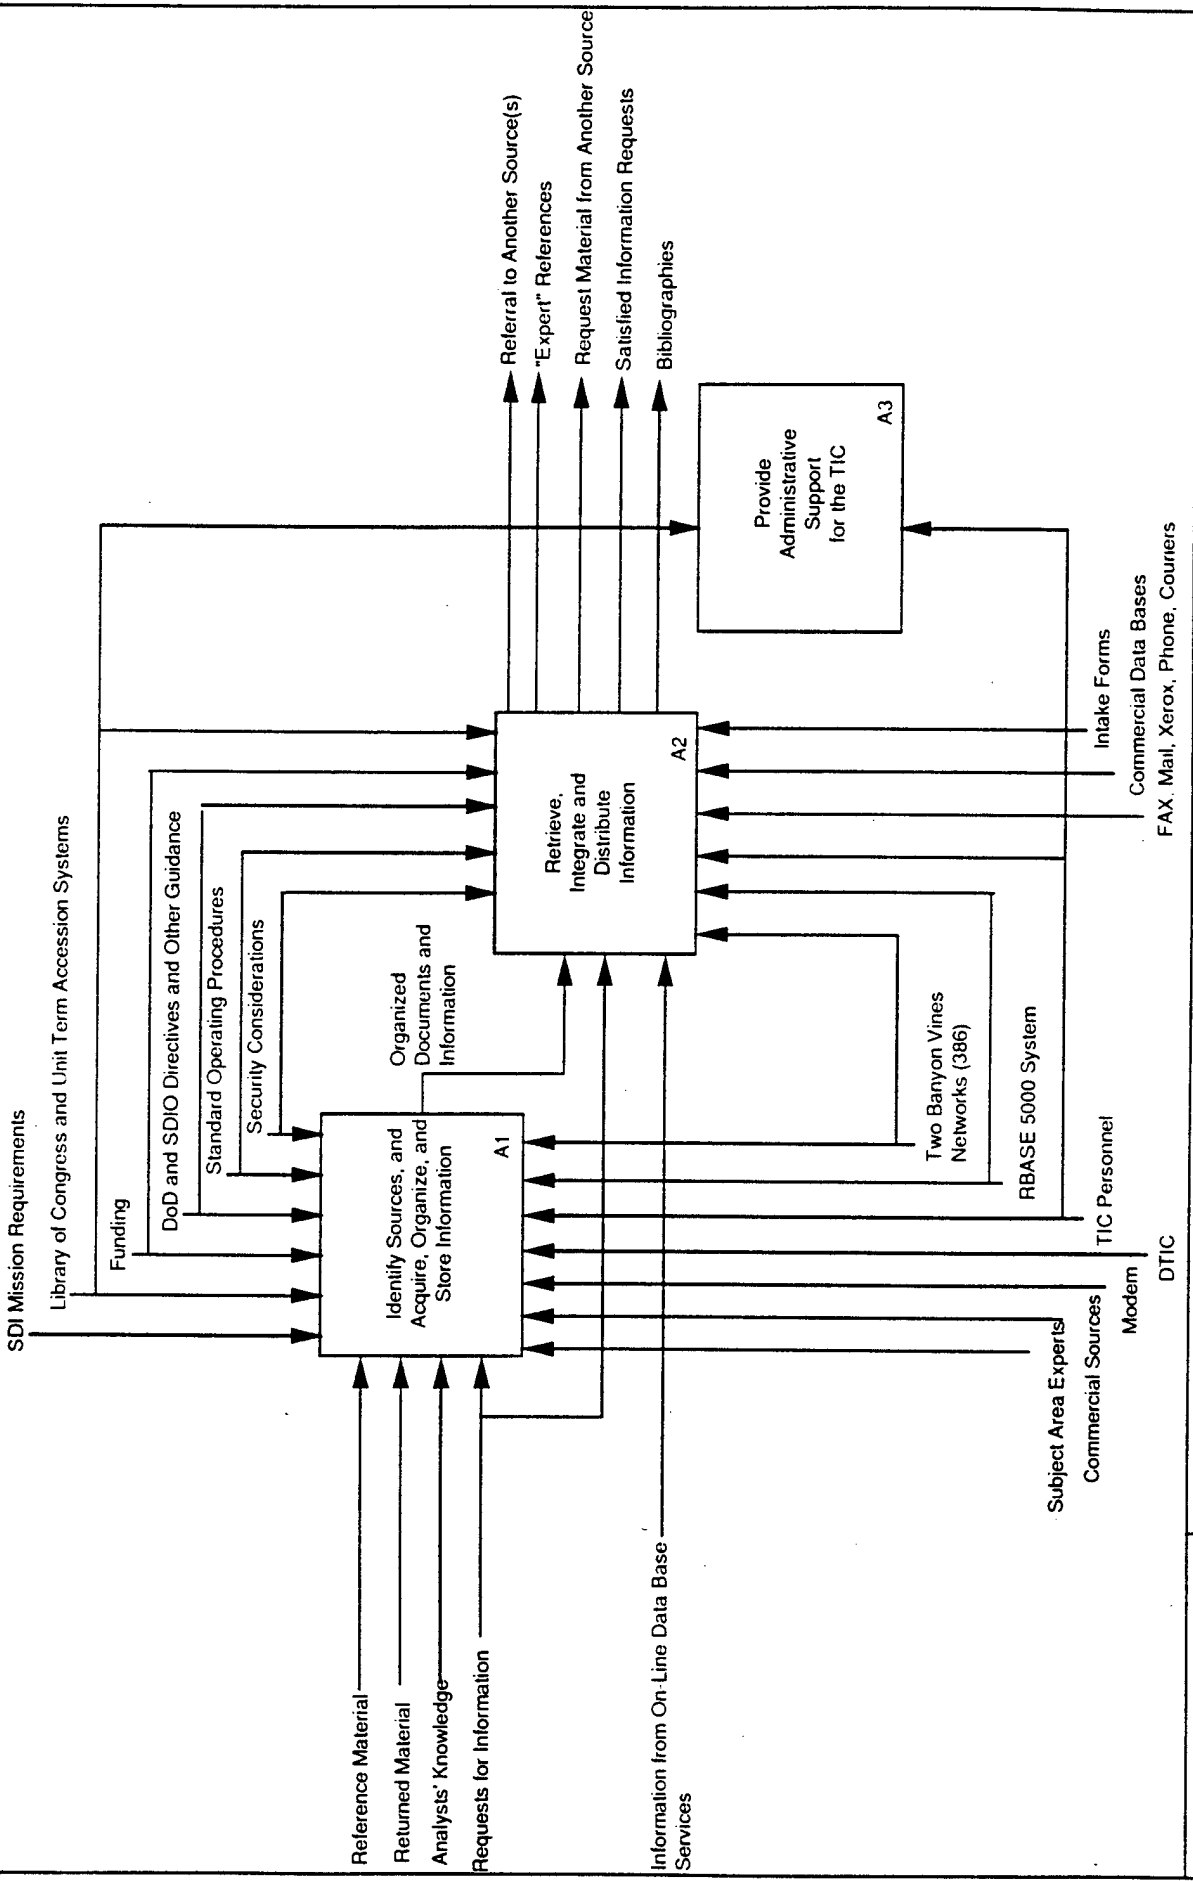 SDI Mission Requirements
Library of Congress and Unit Term Accession Systems
Funding
DoD and SDIO Directives and Other Guidance
Standard Operating Procedures
Security Considerations
Reference Material
Returned Material
Analysts' Knowledge
Requests for Information
Information from On-Line Data Base
Services
Identify Sources, and
Acquire, Organize, and
Store Information
A1
Organized
Documents and
Information
Retrieve,
Integrate and
Distribute
Information
A2
Referral to Another Source(s)
"Expert" References
Request Material from Another Source
Satisfied Information Requests
Bibliographies
Provide
Administrative
Support
for the TIC
A3
Two Banyon Vines
Networks (386)
RBASE 5000 System
TIC Personnel
DTIC
Modem
Commercial Sources
Subject Area Experts
Intake Forms
Commercial Data Bases
FAX. Mail, Xerox, Phone, Couriers